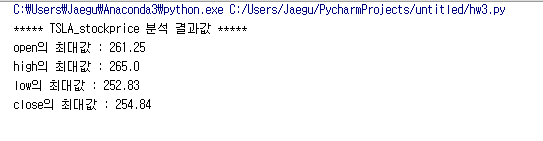 C:₩Users₩Jaegu₩Anaconda3₩python.exe C:/Users/Jaegu/PycharmProjects/untitled/hw3.py
***** TSLA_stockprice 분석 결과값 *****
open의 최대값 : 261.25
high의 최대값 : 265.0
low의 최대값 : 252.83
close의 최대값 : 254.84